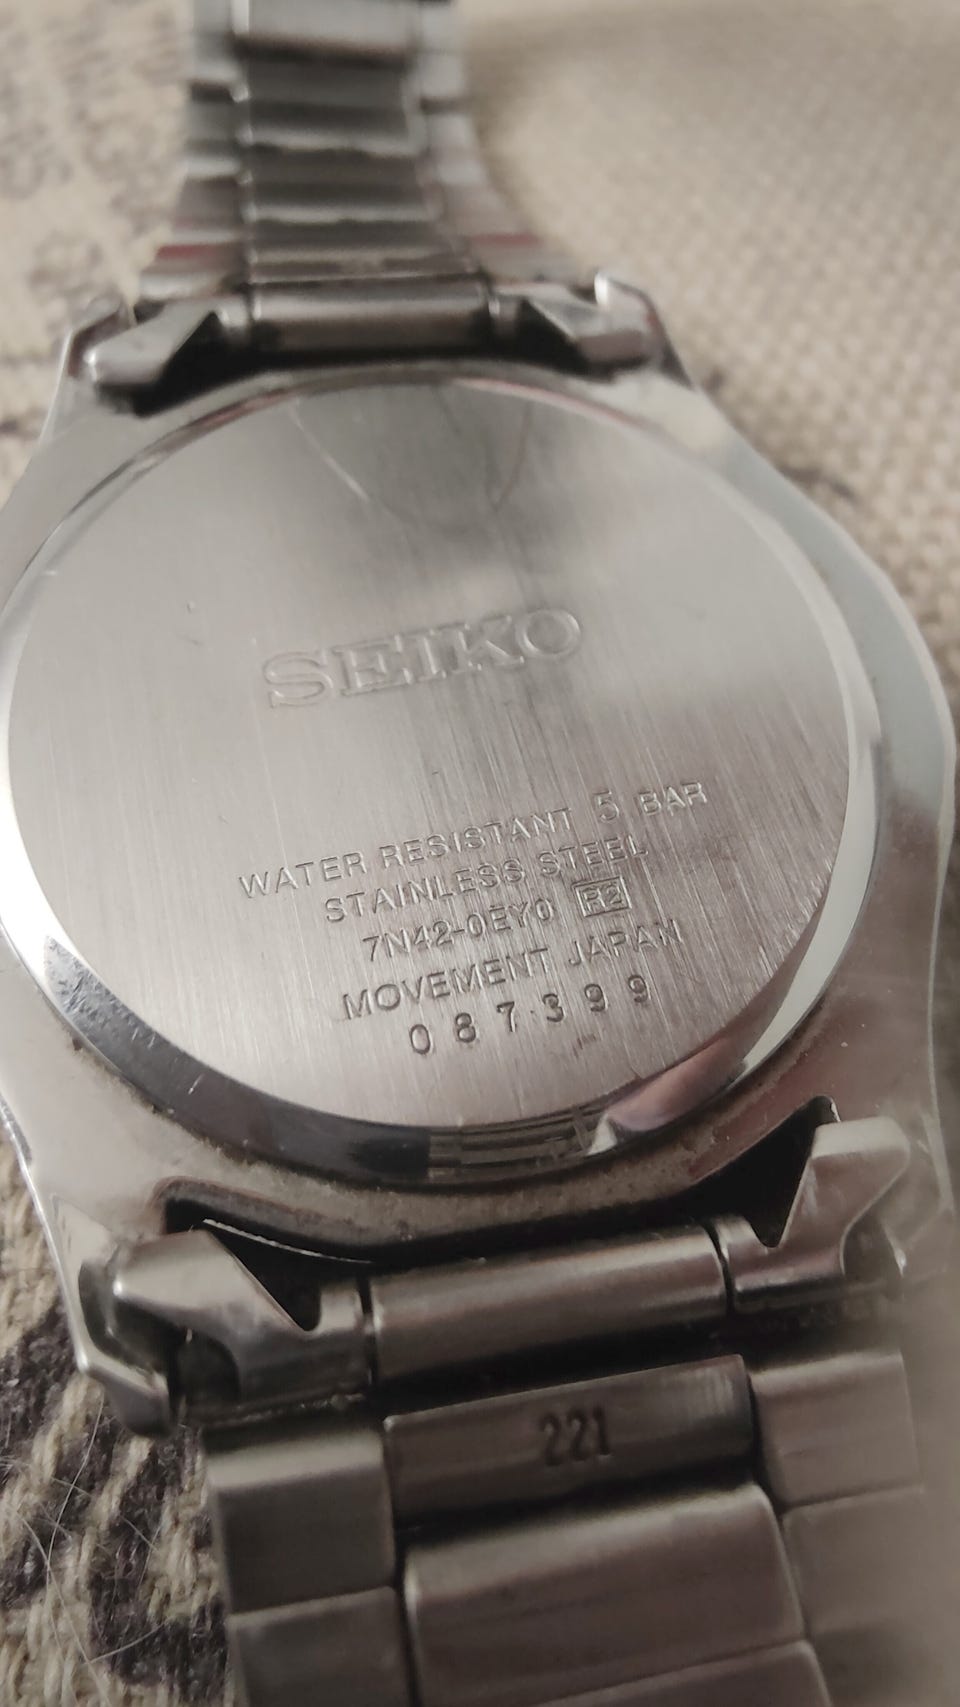 SEIKO
WATER RESISTANT 5 BAR
STAINLESS STEEL
7N42-0EY0 R2
MOVEMENT JAPAN
087399
221